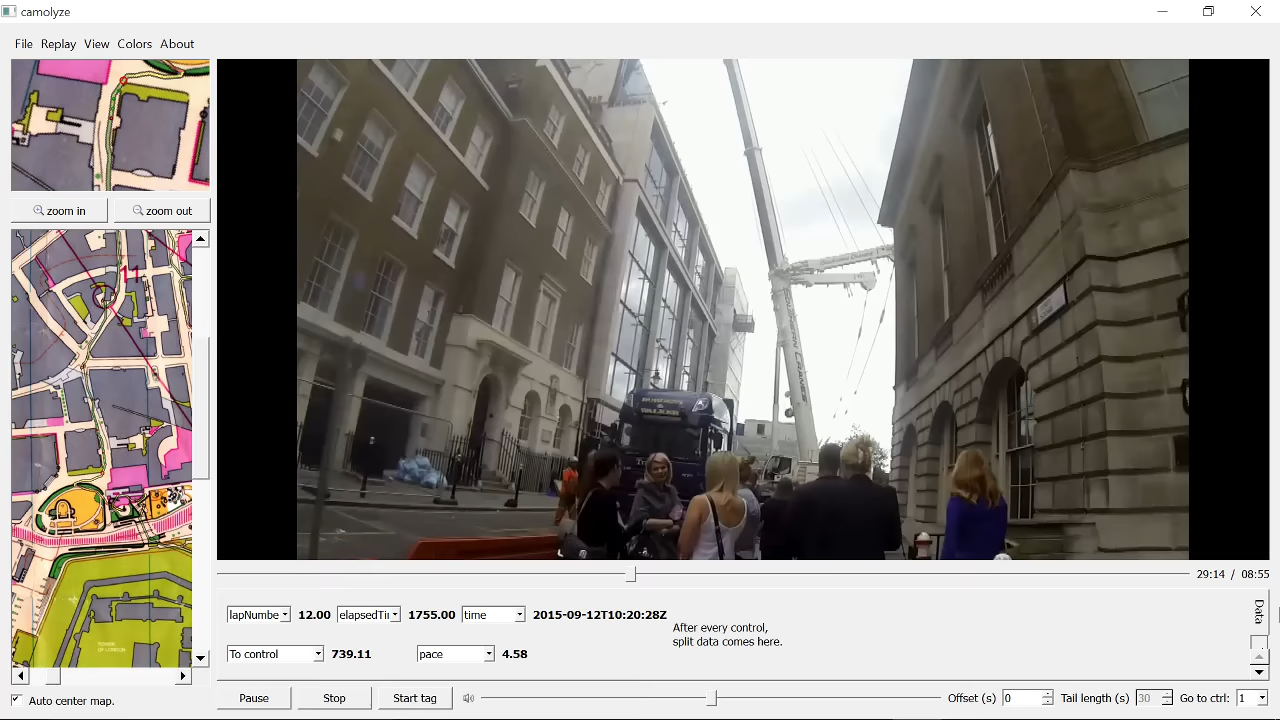 camolyze
File Replay View Colors About
zoom in zoom out
11
TOWER
OF LONDON
29:14 / 08:55
lapNumbe 12.00 elapsedTi 1755.00 time 2015-09-12T10:20:28Z
After every control,
split data comes here.
To control 739.11 pace 4.58
Data
Auto center map.
Pause Stop Start tag Offset (s) 0 Tail length (s) 30 Go to ctrl: 1